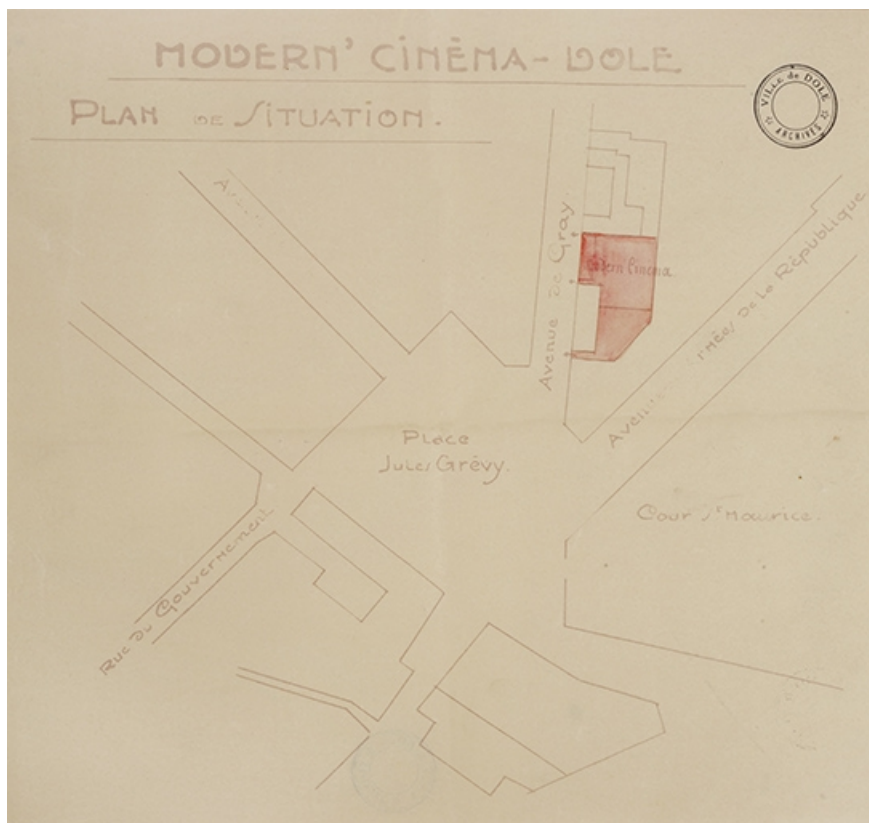 MODERN' CINÉMA - DOLE
PLAN DE SITUATION.
VILLE de DOLE
ARCHIVES
Avenue de Gray.
Modern Cinéma
Avenue Armées de la République
Place
Jules Grévy.
Cour St Maurice.
Rue du Gouvernement